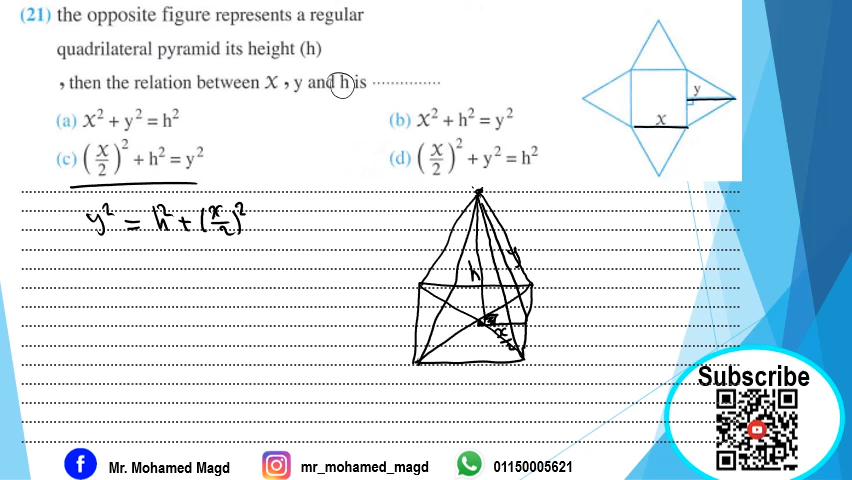 (21) the opposite figure represents a regular
quadrilateral pyramid its height (h)
, then the relation between X , y and h is ...............
(a) X² + y² = h²
(b) X² + h² = y²
(c) (X/2)² + h² = y²
(d) (X/2)² + y² = h²
y
X
y² = h² + (x/2)²
h
y
x/2
Subscribe
Mr. Mohamed Magd
mr_mohamed_magd
01150005621